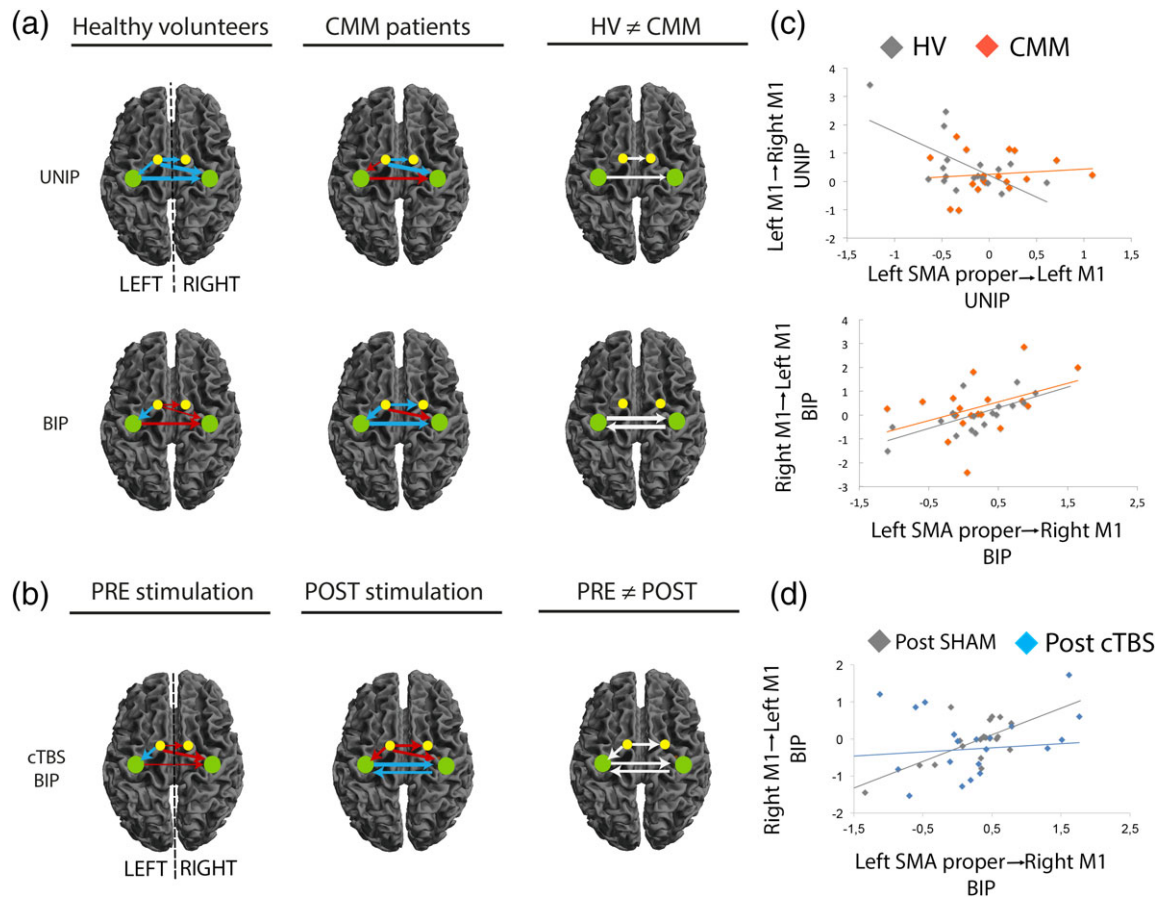 (a)
Healthy volunteers
CMM patients
HV ≠ CMM
UNIP
LEFT
RIGHT
BIP
(c)
HV
CMM
Left M1→Right M1
UNIP
4
3
2
1
0
-1
-2
-1,5
-1
-0,5
0
0,5
1
1,5
Left SMA proper→Left M1
UNIP
Right M1→Left M1
BIP
4
3
2
1
0
-1
-2
-3
-1,5
-0,5
0,5
1,5
2,5
Left SMA proper→Right M1
BIP
(b)
PRE stimulation
POST stimulation
PRE ≠ POST
cTBS
BIP
LEFT
RIGHT
(d)
Post SHAM
Post cTBS
Right M1→Left M1
BIP
2
1
0
-1
-2
-1,5
-0,5
0,5
1,5
2,5
Left SMA proper→Right M1
BIP